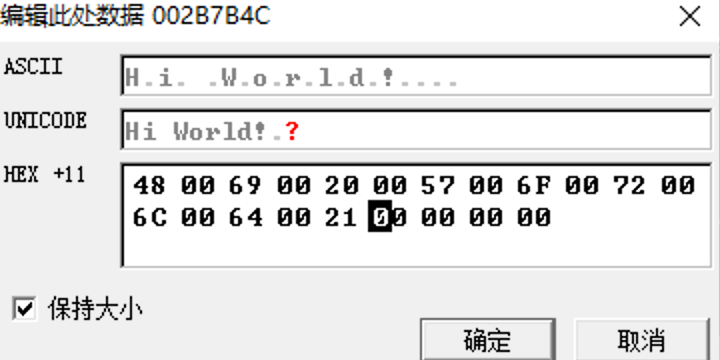 编辑此处数据 002B7B4C
ASCII
H.i. .W.o.r.l.d.!....
UNICODE
Hi World!.?
HEX +11
48 00 69 00 20 00 57 00 6F 00 72 00
6C 00 64 00 21 00 00 00 00
保持大小
确定
取消